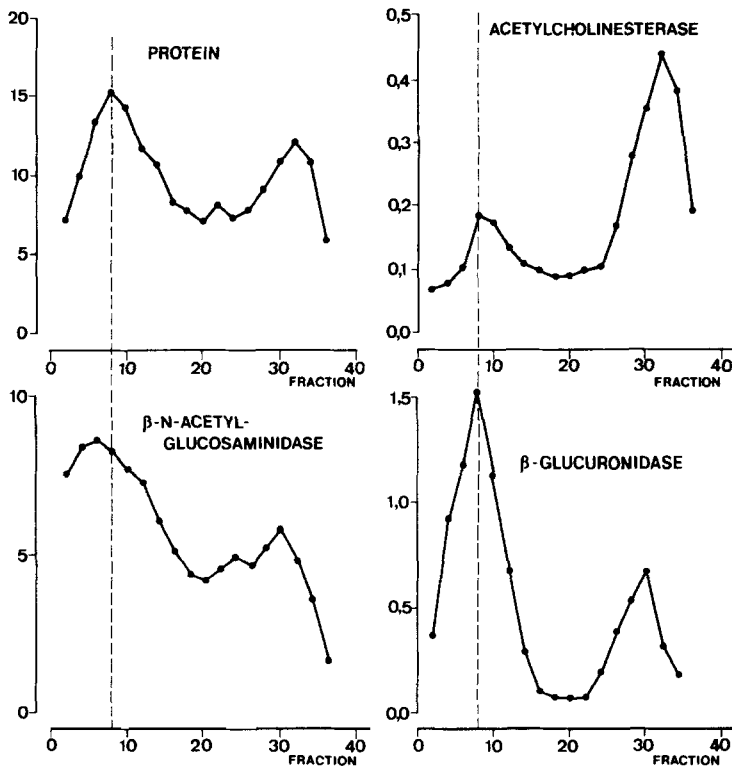 PROTEIN
20
15
10
5
0
0 10 20 30 40
FRACTION
ACETYLCHOLINESTERASE
0,5
0,4
0,3
0,2
0,1
0,0
0 10 20 30 40
FRACTION
β-N-ACETYL-
GLUCOSAMINIDASE
10
5
0
0 10 20 30 40
FRACTION
β-GLUCURONIDASE
1,5
1,0
0,5
0,0
0 10 20 30 40
FRACTION